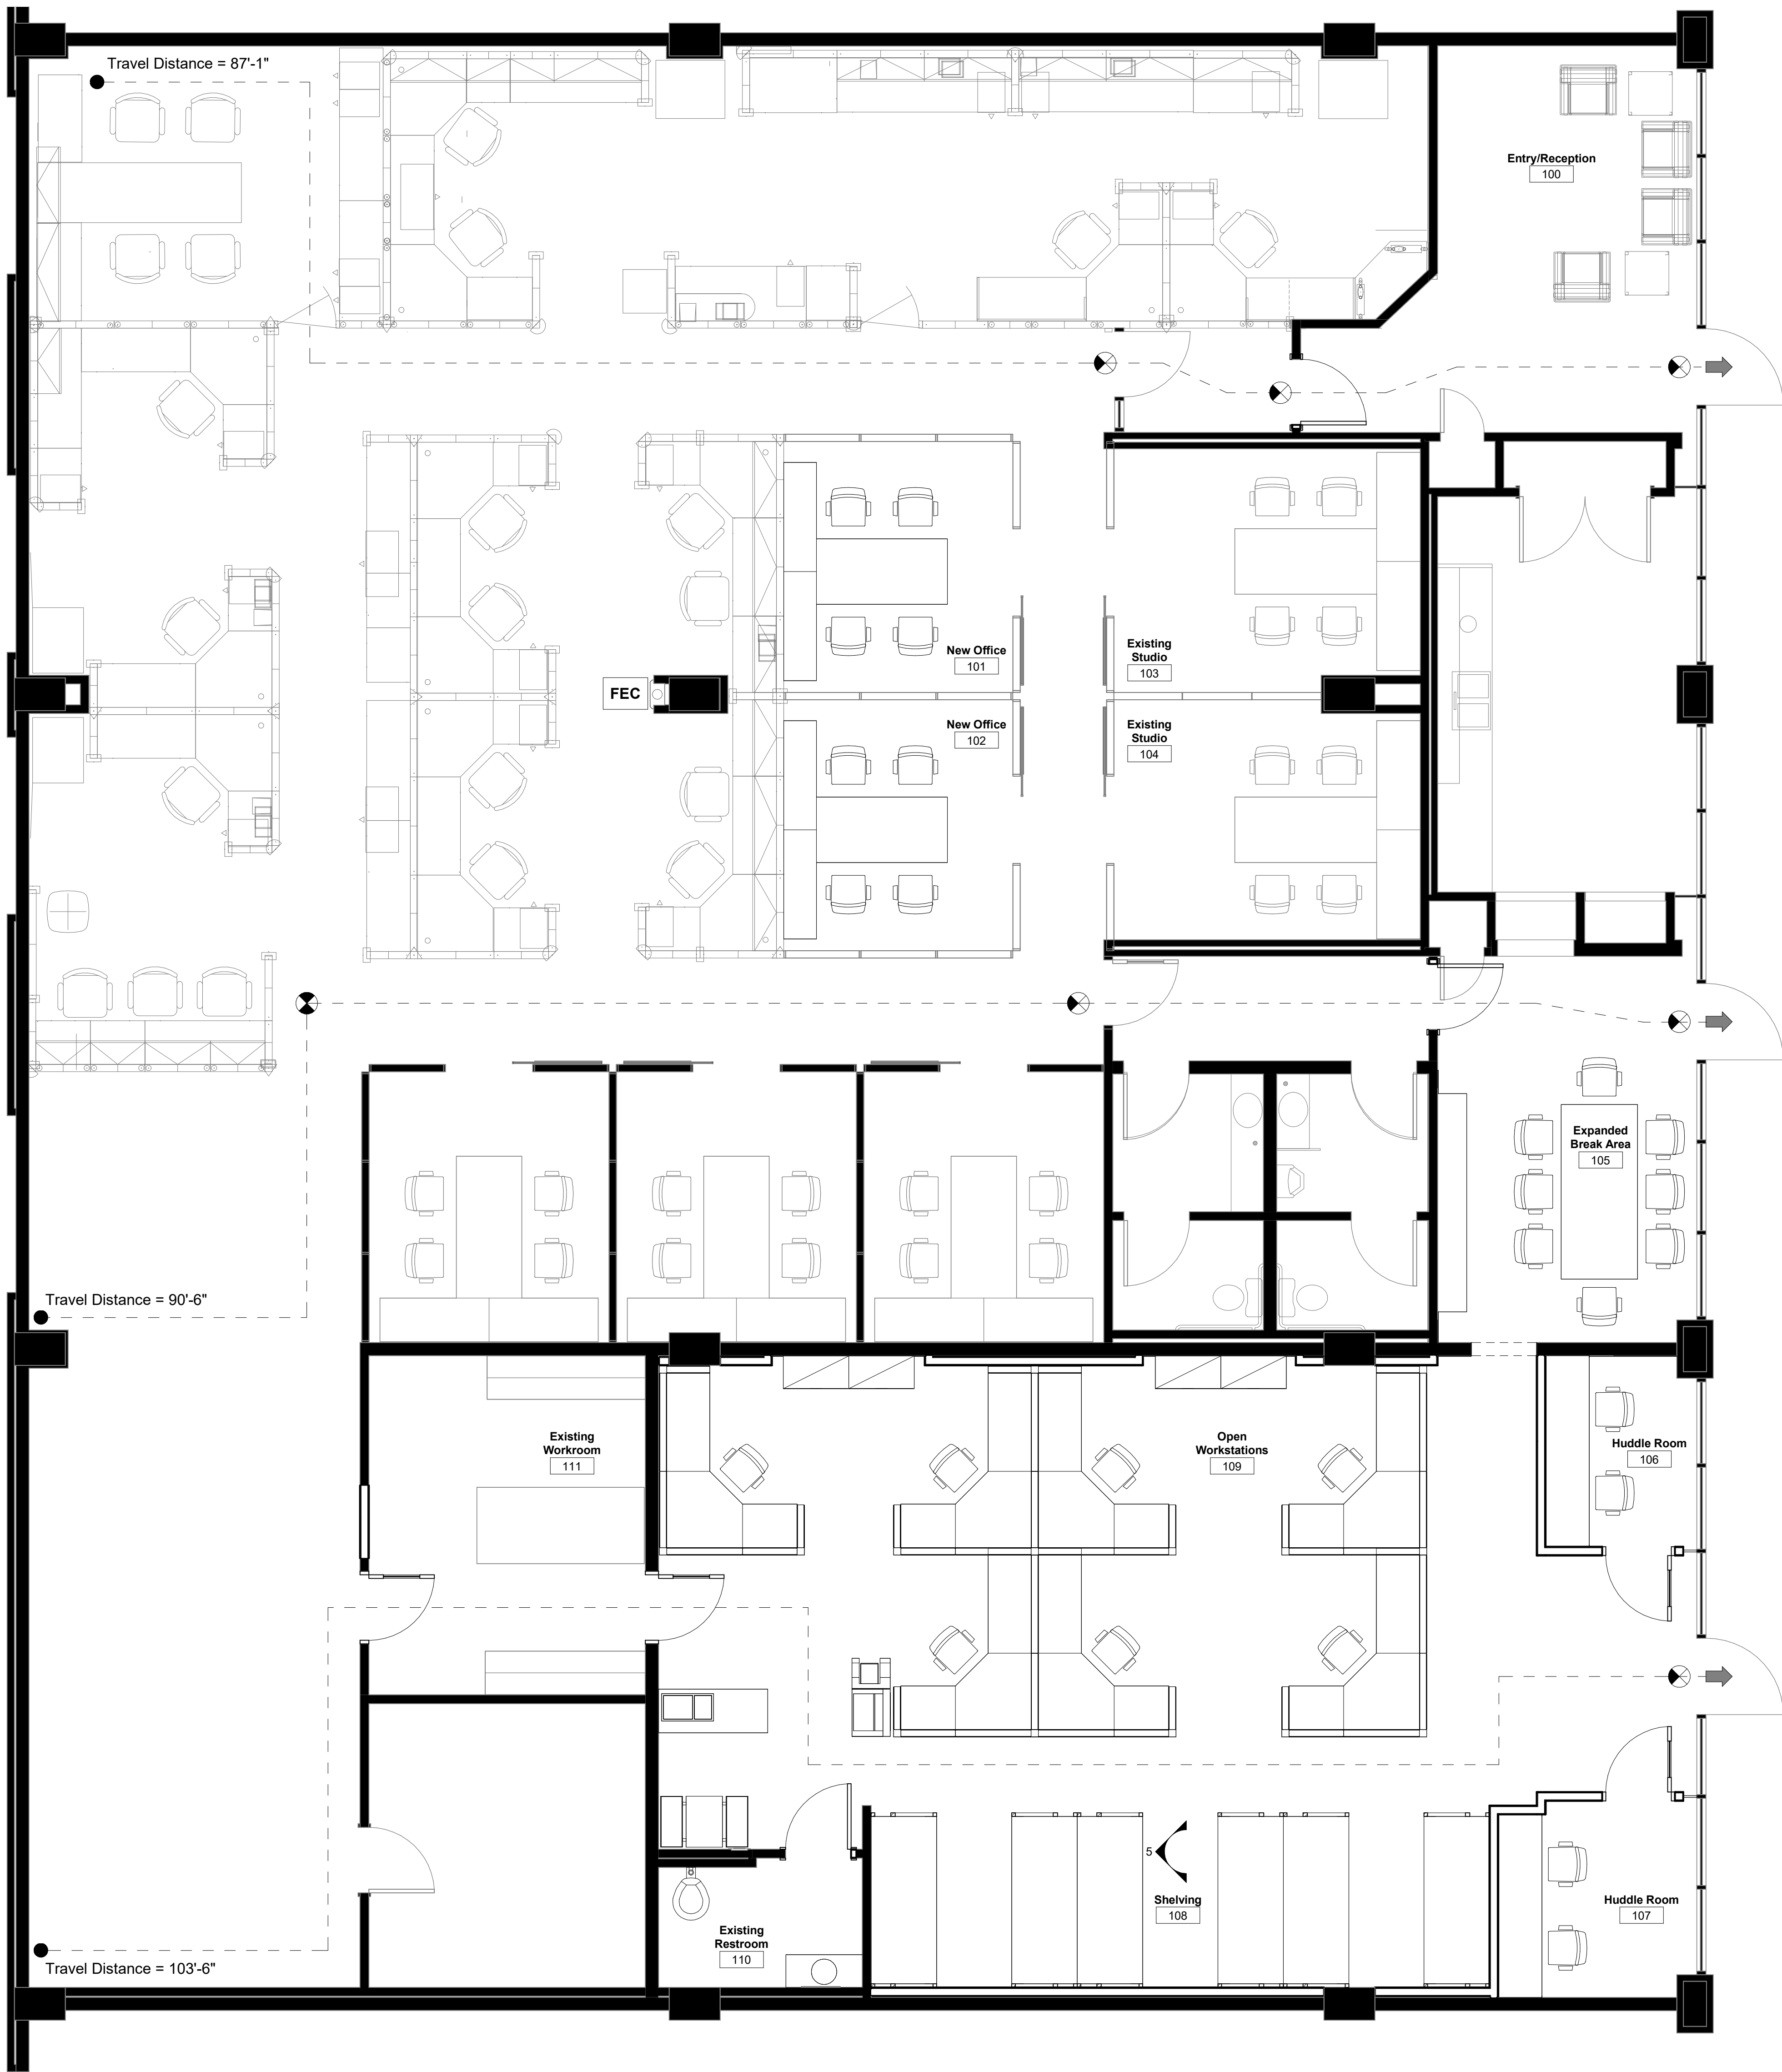 Travel Distance = 87'-1"
Entry/Reception
100
New Office
101
Existing
Studio
103
FEC
New Office
102
Existing
Studio
104
Expanded
Break Area
105
Travel Distance = 90'-6"
Existing
Workroom
111
Open
Workstations
109
Huddle Room
106
5
Shelving
108
Huddle Room
107
Existing
Restroom
110
Travel Distance = 103'-6"